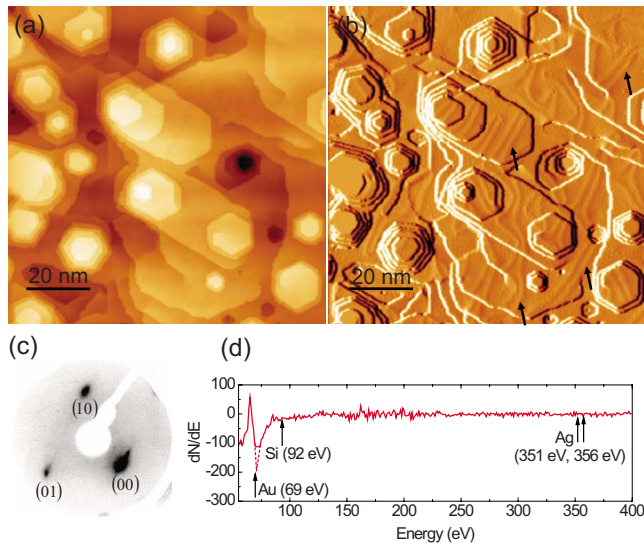 (a)
20 nm
(b)
20 nm
(c)
(10)
(01)
(00)
(d)
dN/dE
100
0
-100
-200
-300
Si (92 eV)
Au (69 eV)
Ag
(351 eV, 356 eV)
100 150 200 250 300 350 400
Energy (eV)